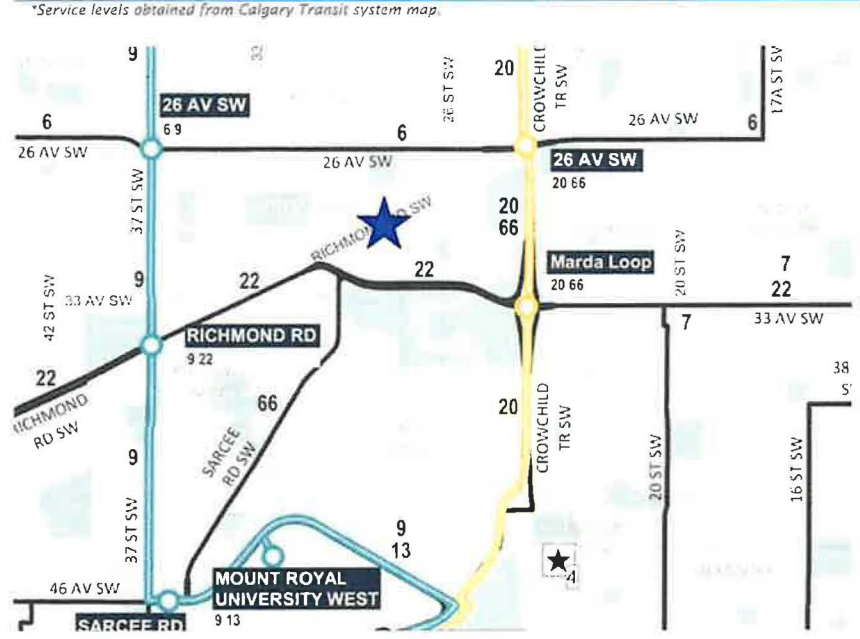 *Service levels obtained from Calgary Transit system map.
9
26 ST SW
20
CROWCHILD
TR SW
17A ST SW
26 AV SW
6 9
6
26 AV SW
6
26 AV SW
26 AV SW
6
26 AV SW
20 66
37 ST SW
RICHMOND RD SW
20
66
9
22
22
Marda Loop
20 66
20 ST SW
7
22
42 ST SW
33 AV SW
7
33 AV SW
RICHMOND RD
9 22
22
RICHMOND
RD SW
66
SARCEE
RD SW
20
CROWCHILD
TR SW
38
20 ST SW
16 ST SW
9
37 ST SW
9
13
4
46 AV SW
MOUNT ROYAL
UNIVERSITY WEST
9 13
SARCEE RD